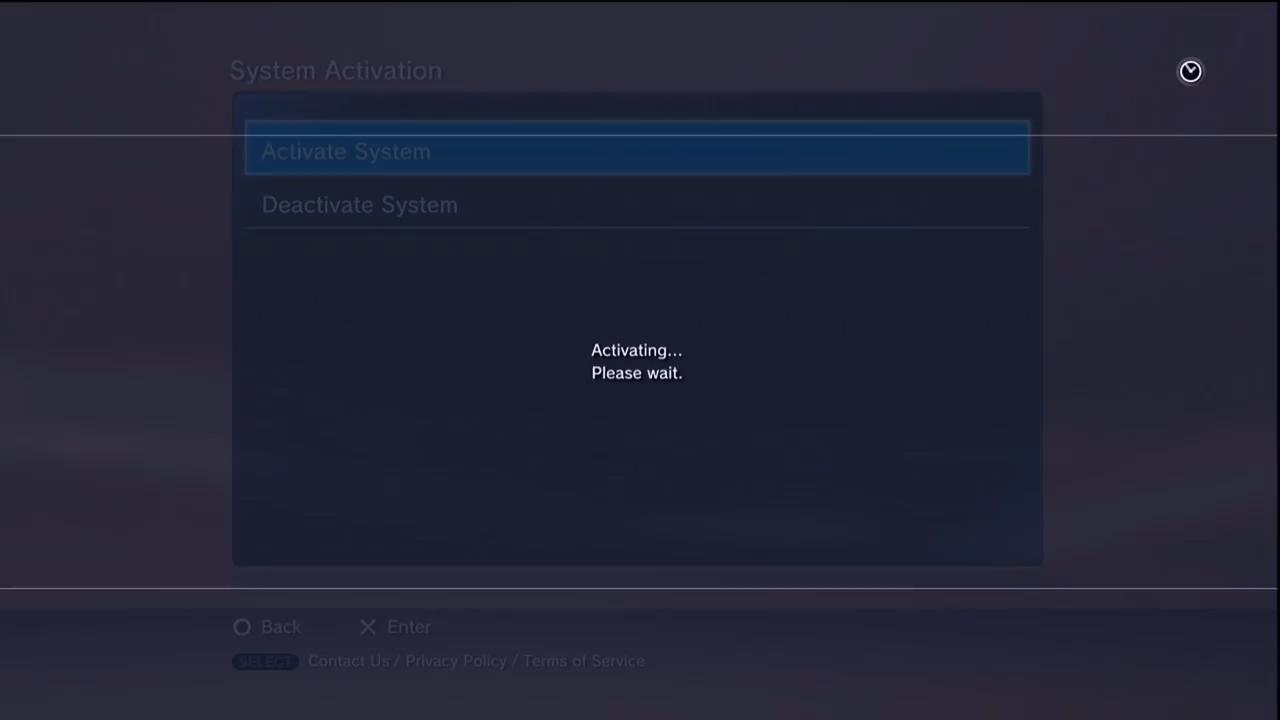 System Activation
Activate System
Deactivate System
Activating...
Please wait.
Back Enter
SELECT Contact Us / Privacy Policy / Terms of Service